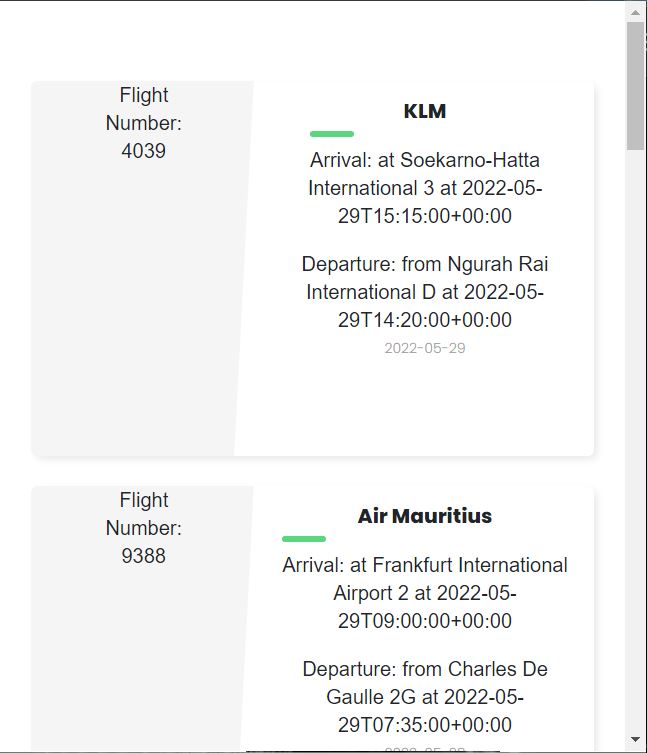 Flight
Number:
4039
KLM
Arrival: at Soekarno-Hatta
International 3 at 2022-05-
29T15:15:00+00:00
Departure: from Ngurah Rai
International D at 2022-05-
29T14:20:00+00:00
2022-05-29
Flight
Number:
9388
Air Mauritius
Arrival: at Frankfurt International
Airport 2 at 2022-05-
29T09:00:00+00:00
Departure: from Charles De
Gaulle 2G at 2022-05-
29T07:35:00+00:00